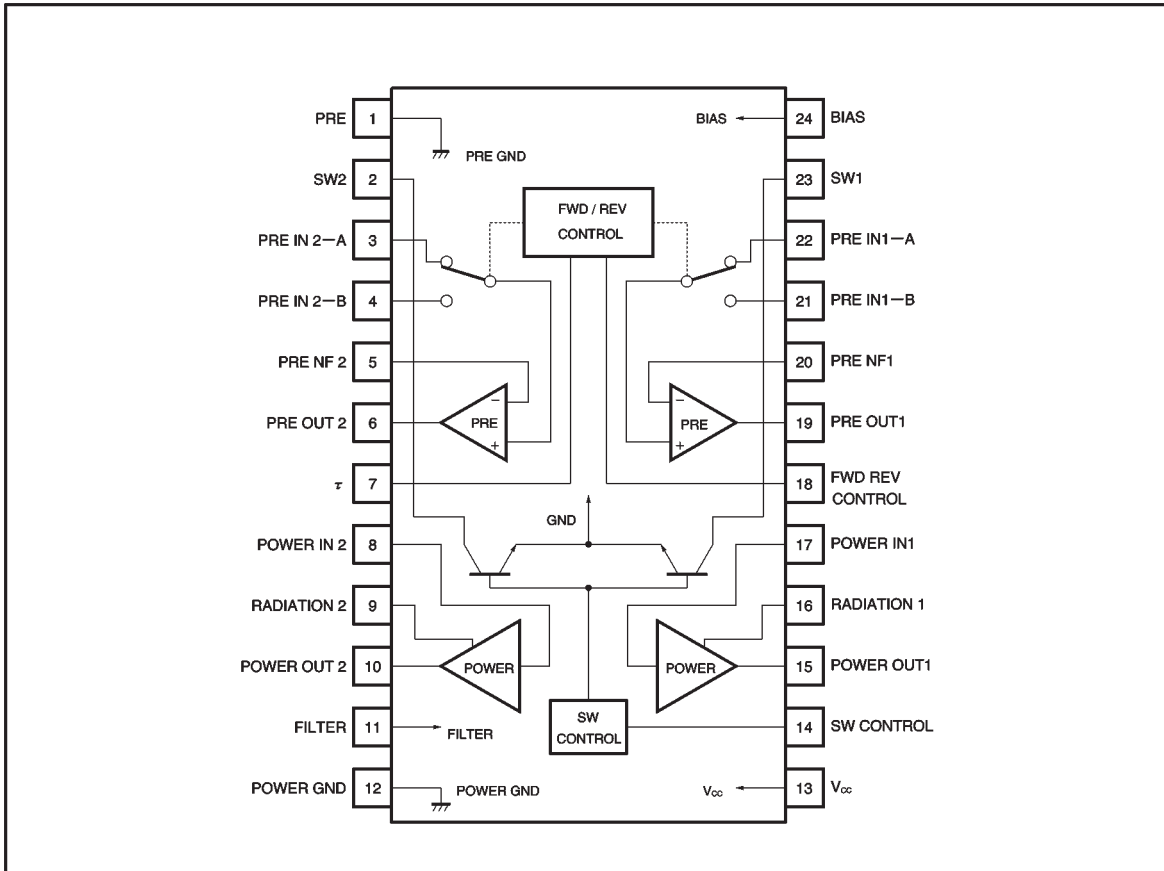 PRE 1
PRE GND
SW2 2
PRE IN 2—A 3
PRE IN 2—B 4
PRE NF 2 5
PRE OUT 2 6
τ 7
POWER IN 2 8
RADIATION 2 9
POWER OUT 2 10
FILTER 11
FILTER
POWER GND 12
POWER GND
FWD / REV
CONTROL
− PRE +
− PRE +
GND
POWER
POWER
SW
CONTROL
BIAS
24 BIAS
23 SW1
22 PRE IN1—A
21 PRE IN1—B
20 PRE NF1
19 PRE OUT1
18 FWD REV
CONTROL
17 POWER IN1
16 RADIATION 1
15 POWER OUT1
14 SW CONTROL
Vcc
13 Vcc